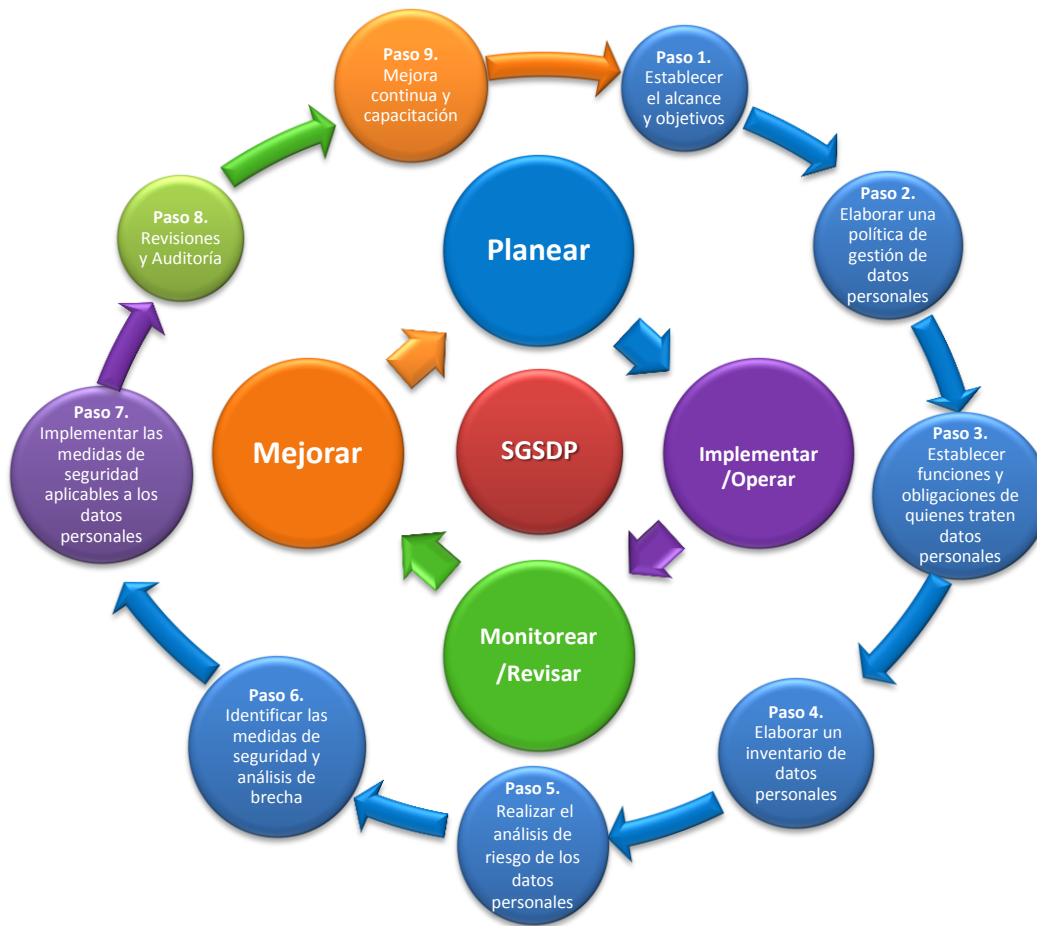 Paso 1.
Establecer
el alcance
y objetivos
Paso 2.
Elaborar una
política de
gestión de
datos
personales
Paso 3.
Establecer
funciones y
obligaciones de
quienes traten
datos
personales
Paso 4.
Elaborar un
inventario de
datos
personales
Paso 5.
Realizar el
análisis de
riesgo de los
datos
personales
Paso 6.
Identificar las
medidas de
seguridad y
análisis de
brecha
Paso 7.
Implementar las
medidas de
seguridad
aplicables a los
datos
personales
Paso 8.
Revisiones
y Auditoría
Paso 9.
Mejora
continua y
capacitación
Planear
Implementar
/Operar
Monitorear
/Revisar
Mejorar
SGSDP